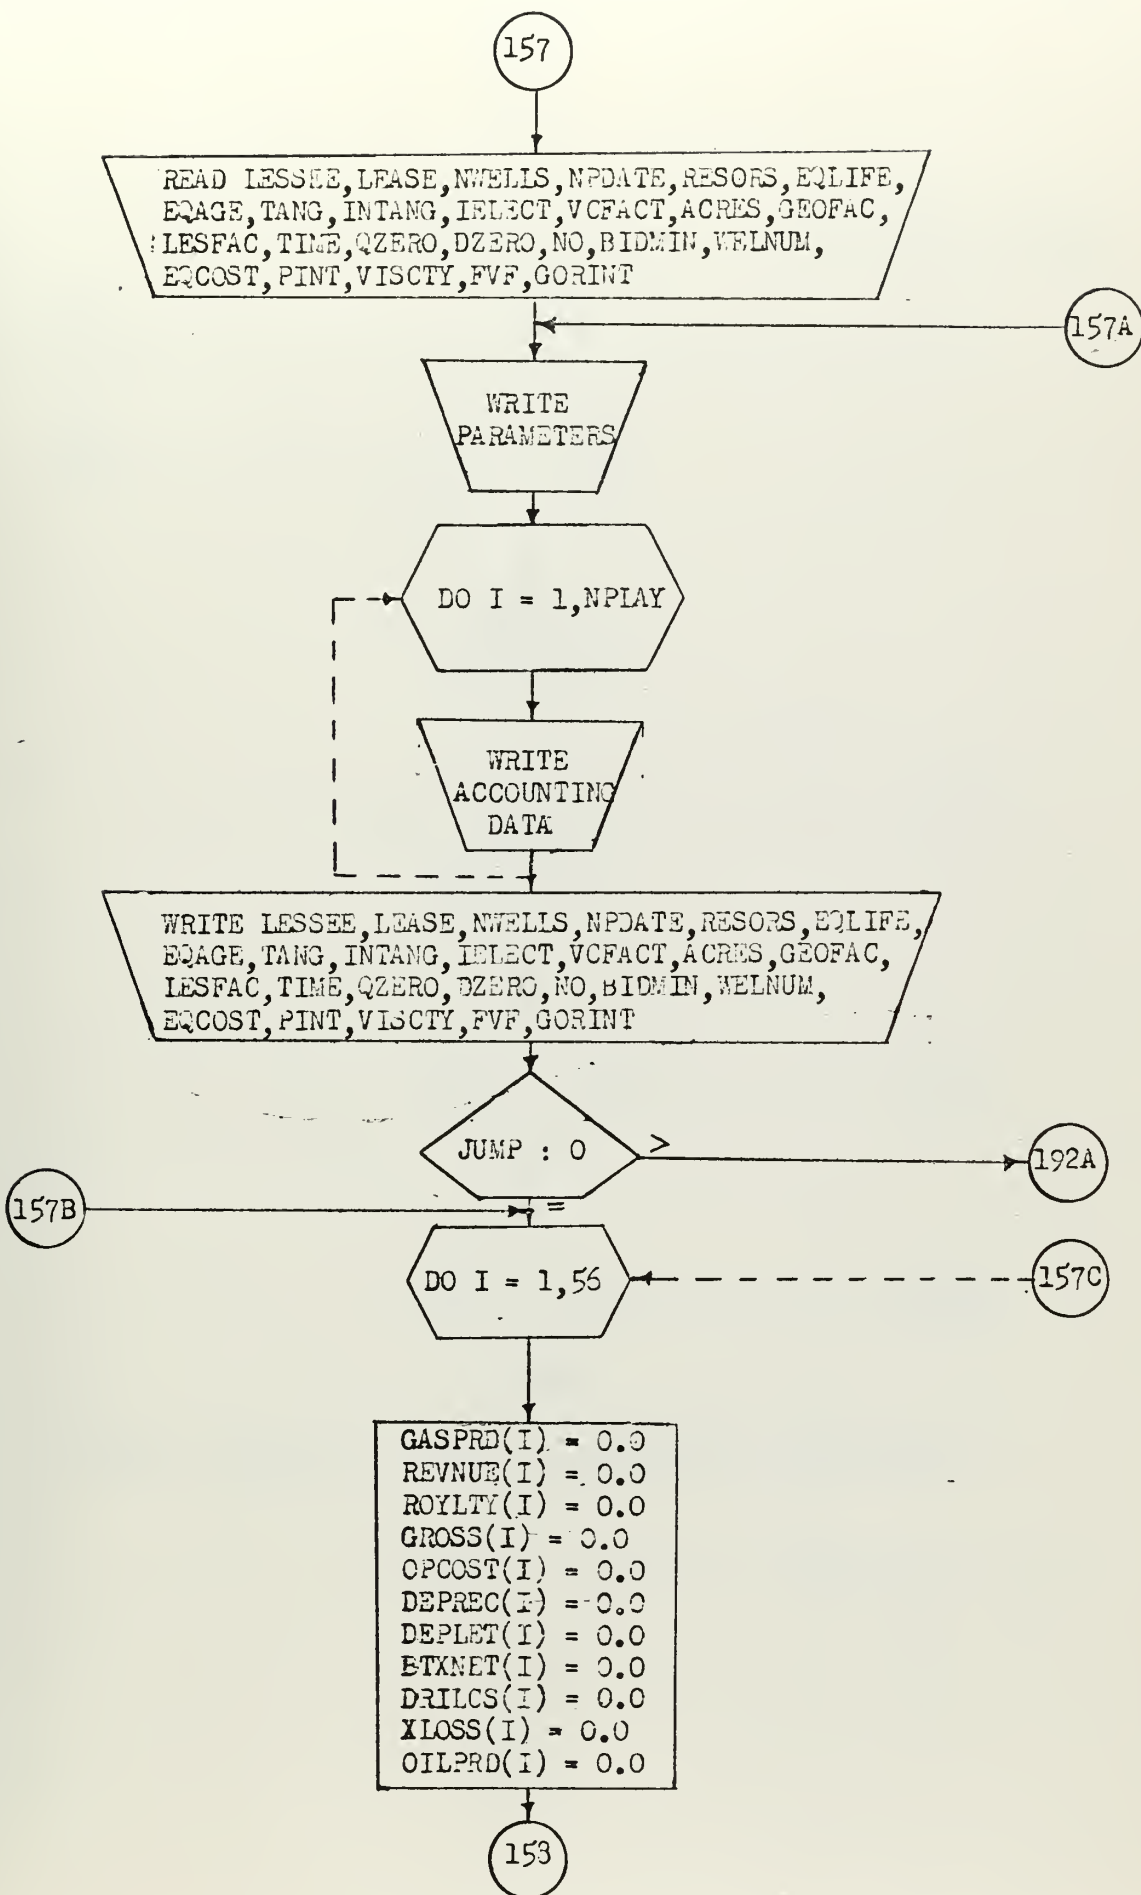 157
READ LESSEE,LEASE,NWELLS,NPDATE,RESORS,EQLIFE,
EQAGE,TANG,INTANG,IELECT,VCFACT,ACRES,GEOFAC,
LESFAC,TIME,QZERO,DZERO,NO,BIDMIN,WELNUM,
EQCOST,PINT,VISCTY,FVF,GORINT
157A
WRITE
PARAMETERS
DO I = 1,NPLAY
WRITE
ACCOUNTING
DATA
WRITE LESSEE,LEASE,NWELLS,NPDATE,RESORS,EQLIFE,
EQAGE,TANG,INTANG,IELECT,VCFACT,ACRES,GEOFAC,
LESFAC,TIME,QZERO,DZERO,NO,BIDMIN,WELNUM,
EQCOST,PINT,VISCTY,FVF,GORINT
JUMP : 0
>
192A
157B
=
DO I = 1,56
157C
GASPRD(I) = 0.0
REVNUE(I) = 0.0
ROYLTY(I) = 0.0
GROSS(I) = 0.0
OPCOST(I) = 0.0
DEPREC(I) = 0.0
DEPLET(I) = 0.0
BTXNET(I) = 0.0
DRILCS(I) = 0.0
XLOSS(I) = 0.0
OILPRD(I) = 0.0
158